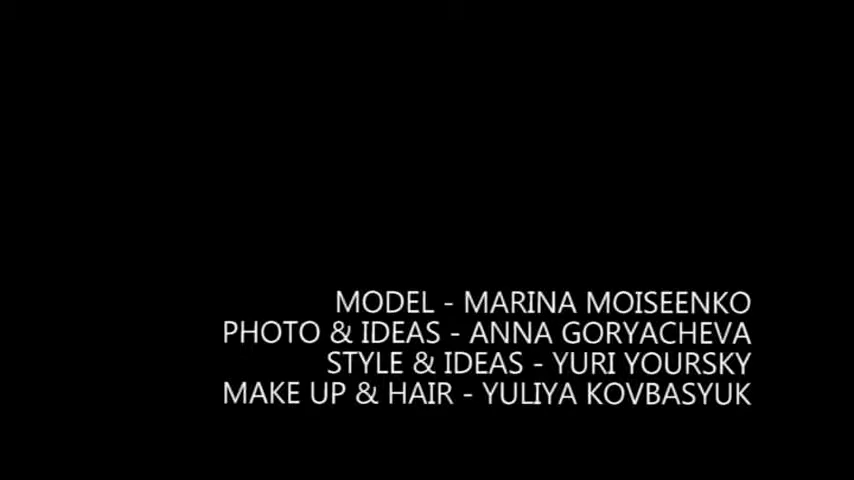 MODEL - MARINA MOISEENKO
PHOTO & IDEAS - ANNA GORYACHEVA
STYLE & IDEAS - YURI YOURSKY
MAKE UP & HAIR - YULIYA KOVBASYUK